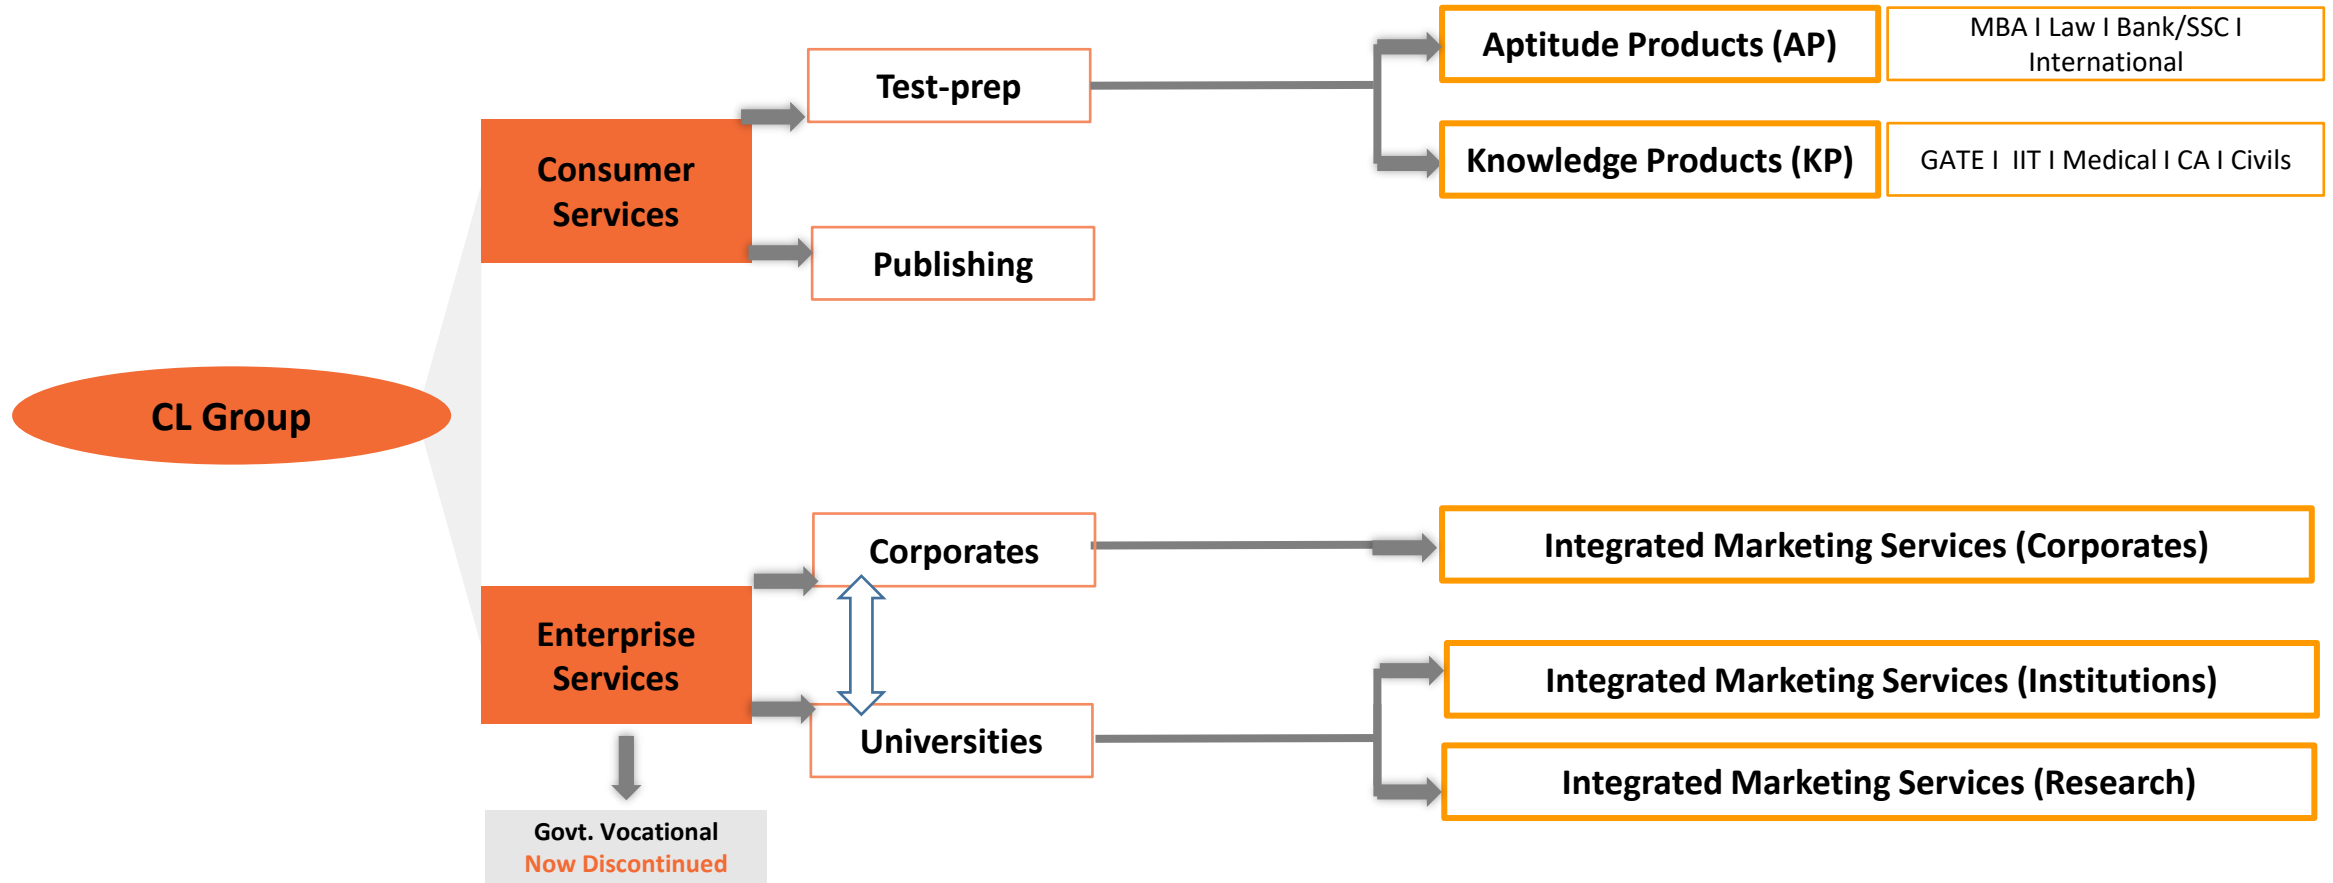 CL Group
Consumer
Services
Test-prep
Aptitude Products (AP)
MBA I Law I Bank/SSC I
International
Knowledge Products (KP)
GATE I  IIT I Medical I CA I Civils
Publishing
Enterprise
Services
Corporates
Integrated Marketing Services (Corporates)
Universities
Integrated Marketing Services (Institutions)
Integrated Marketing Services (Research)
Govt. Vocational
Now Discontinued